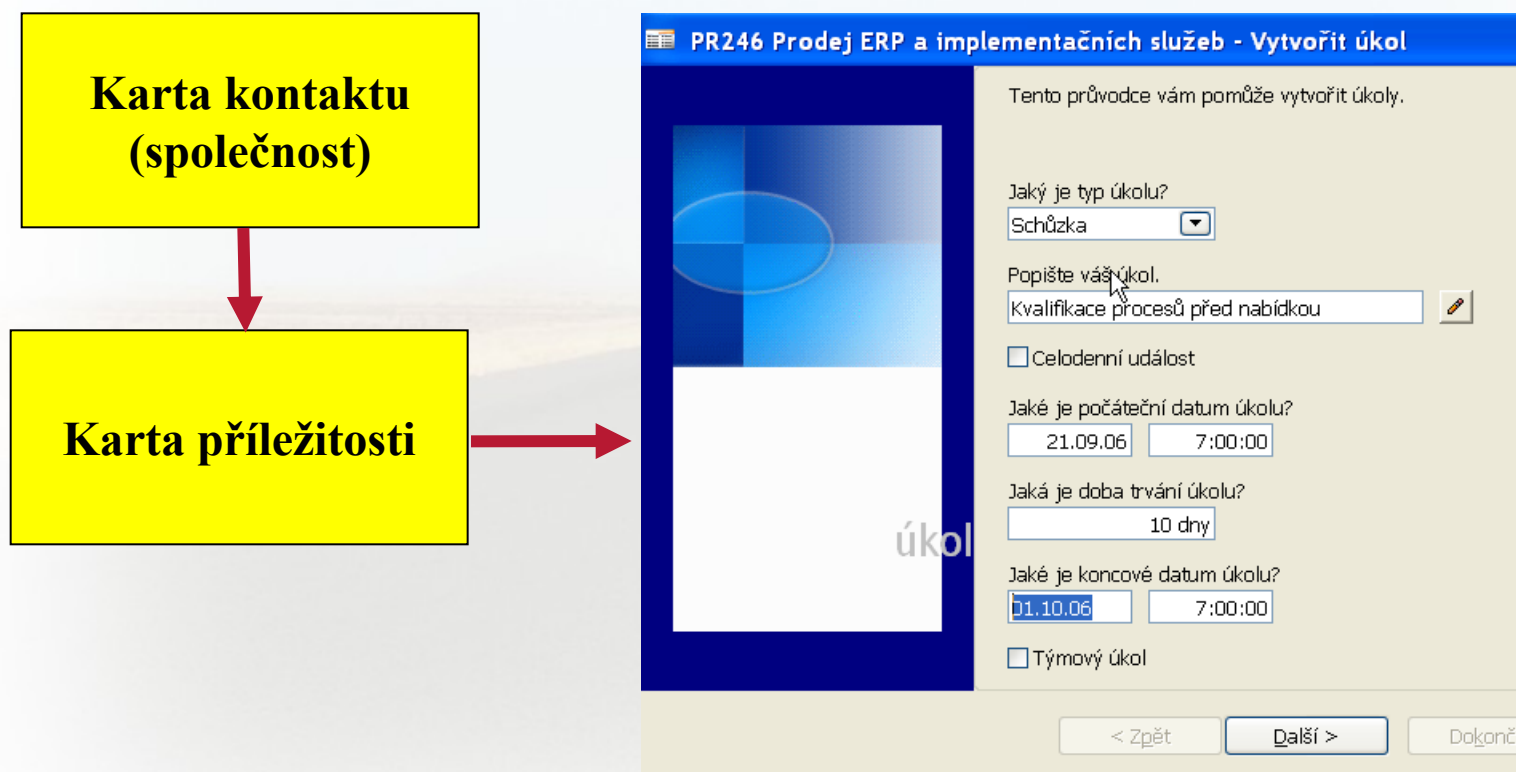 Karta kontaktu
(společnost)
Karta příležitosti
PR246 Prodej ERP a implementačních služeb - Vytvořit úkol
Tento průvodce vám pomůže vytvořit úkoly.
Jaký je typ úkolu?
Schůzka
Popište váš úkol.
Kvalifikace procesů před nabídkou
Celodenní událost
Jaké je počáteční datum úkolu?
21.09.06 7:00:00
Jaká je doba trvání úkolu?
10 dny
úkol
Jaké je koncové datum úkolu?
01.10.06 7:00:00
Týmový úkol
< Zpět Další > Dokonč